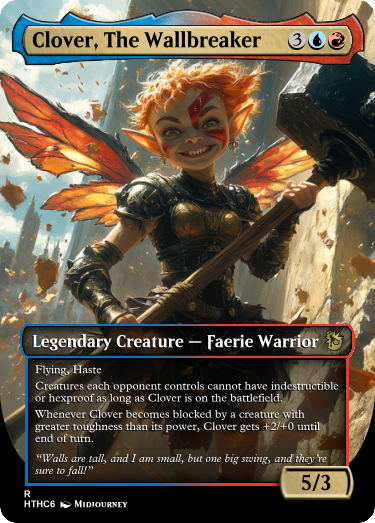 Clover, The Wallbreaker 3
Legendary Creature — Faerie Warrior
Flying, Haste
Creatures each opponent controls cannot have indestructible
or hexproof as long as Clover is on the battlefield.
Whenever Clover becomes blocked by a creature with
greater toughness than its power, Clover gets +2/+0 until
end of turn.
“Walls are tall, and I am small, but one big swing, and they’re
sure to fall!”
5/3
R
HTHC6 Midjourney